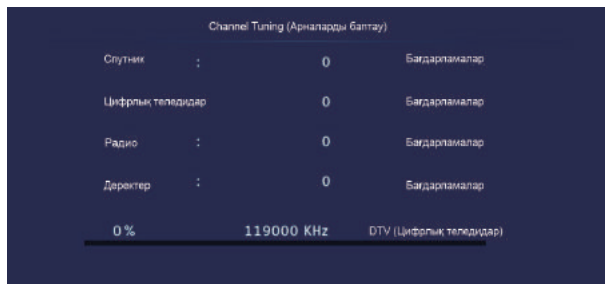 Channel Tuning (Арналарды баптау)
Спутник : 0 Бағдарламалар
Цифрлық теледидар 0 Бағдарламалар
Радио : 0 Бағдарламалар
Деректер : 0 Бағдарламалар
0% 119000 KHz DTV (Цифрлық теледидар)